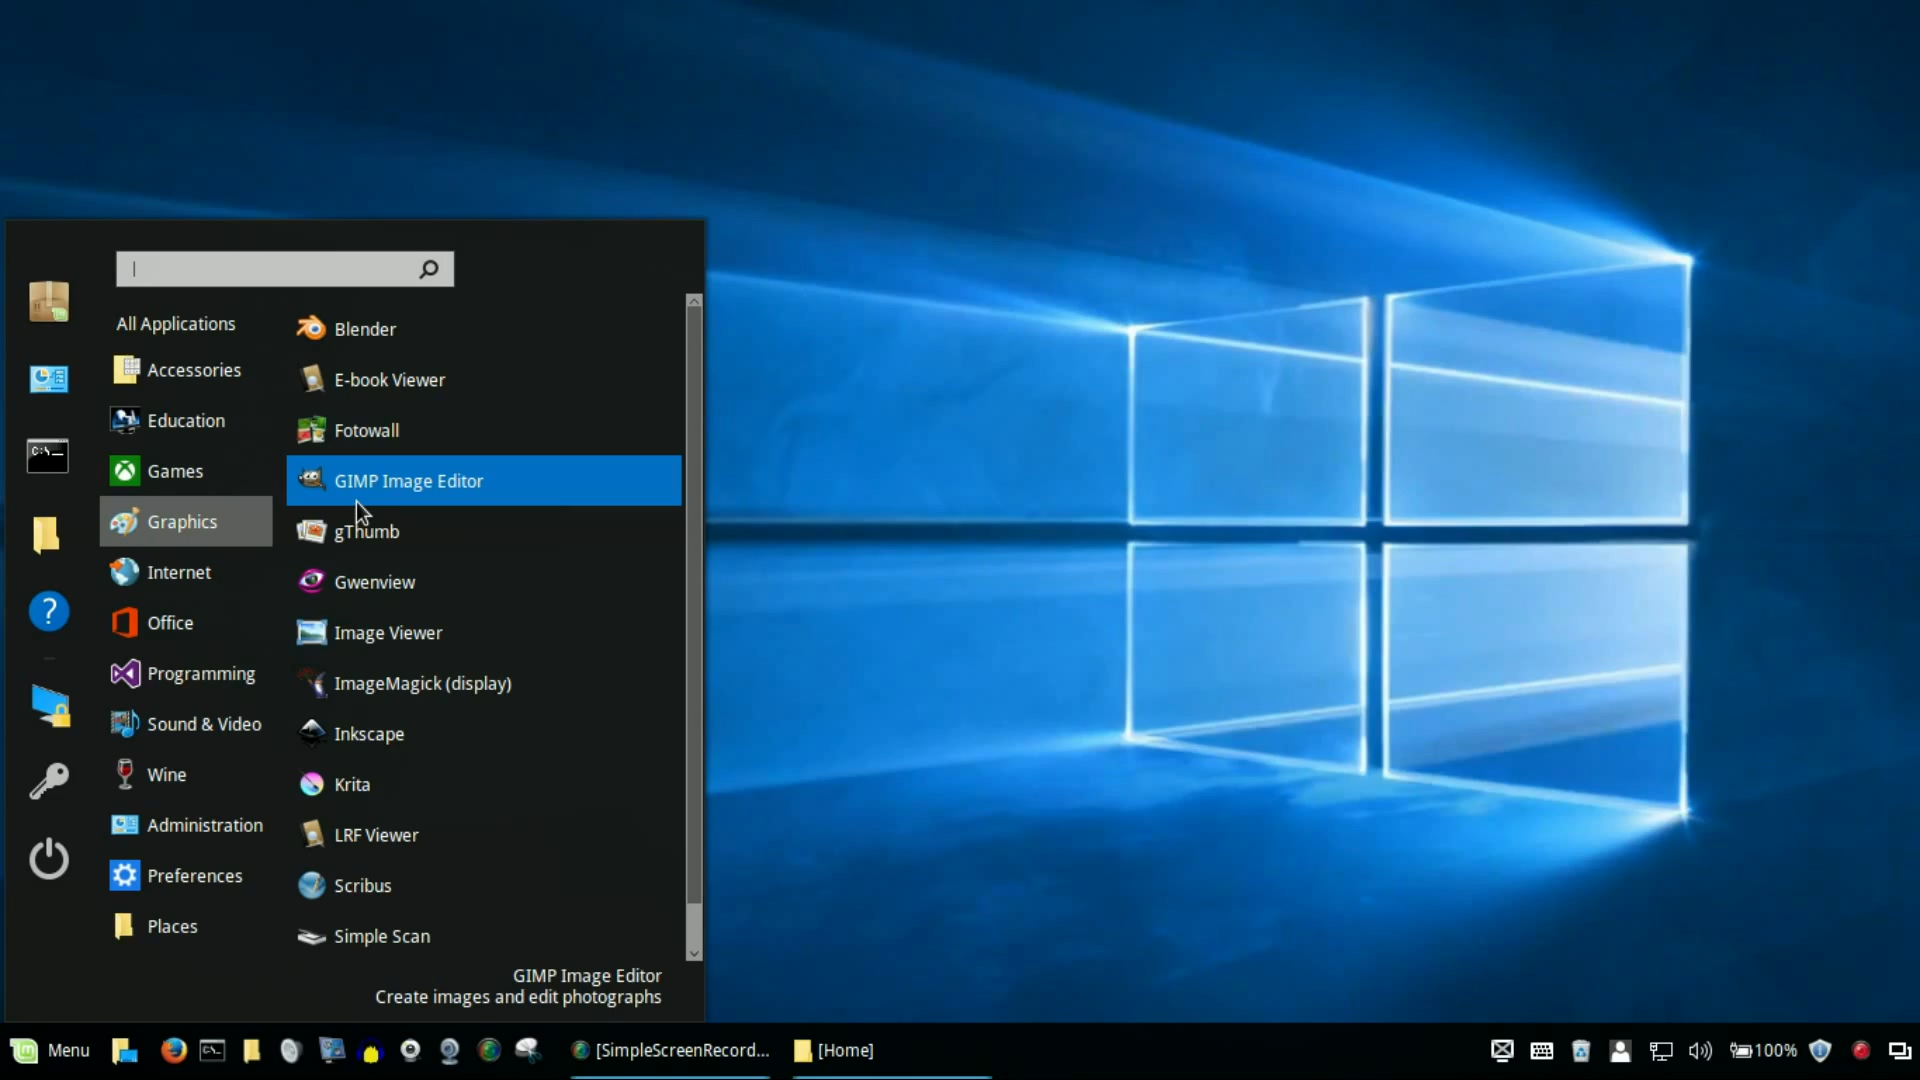 All Applications
Accessories
Education
Games
Graphics
Internet
Office
Programming
Sound & Video
Wine
Administration
Preferences
Places
Blender
E-book Viewer
Fotowall
GIMP Image Editor
gThumb
Gwenview
Image Viewer
ImageMagick (display)
Inkscape
Krita
LRF Viewer
Scribus
Simple Scan
GIMP Image Editor
Create images and edit photographs
Menu
[SimpleScreenRecord...
[Home]
100%